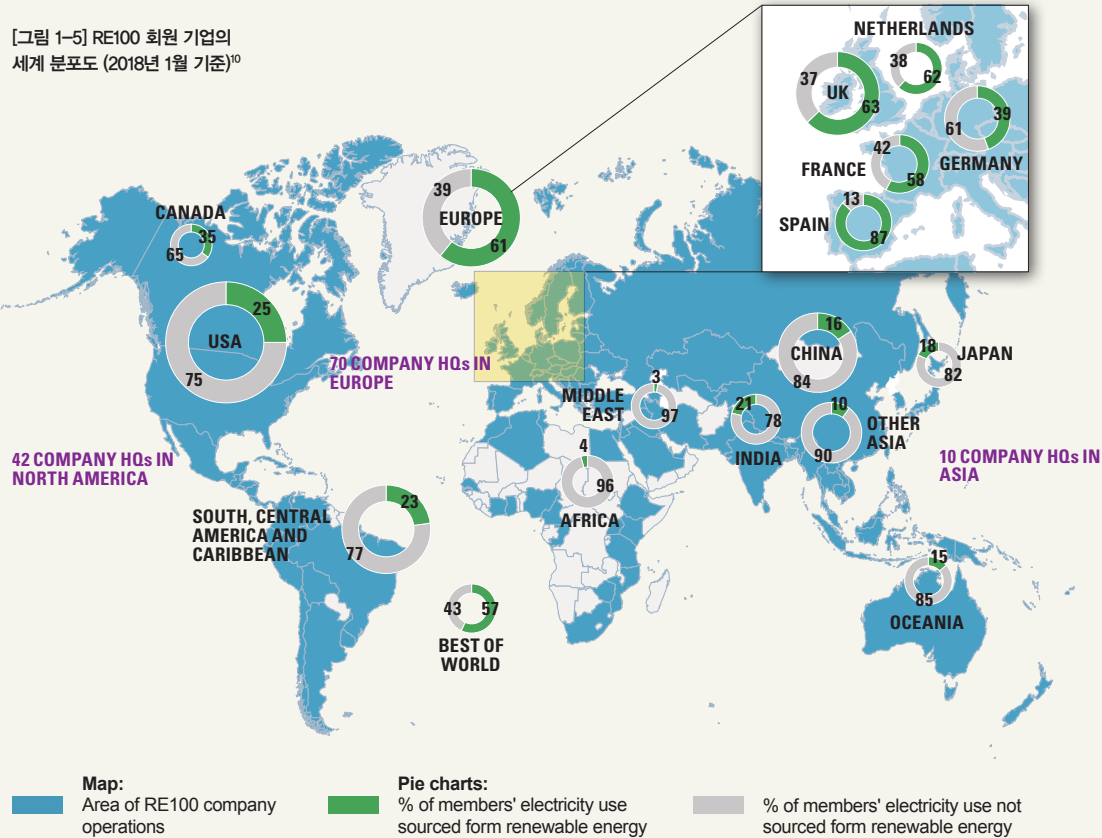 [그림 1-5] RE100 회원 기업의
세계 분포도 (2018년 1월 기준)¹⁰
NETHERLANDS
38
62
37
UK
63
61
39
GERMANY
42
FRANCE
58
13
SPAIN
87
CANADA
35
65
39
EUROPE
61
25
USA
75
70 COMPANY HQs IN
EUROPE
42 COMPANY HQs IN
NORTH AMERICA
16
CHINA
84
18
JAPAN
82
3
MIDDLE
EAST
97
21
78
INDIA
10
OTHER
ASIA
90
10 COMPANY HQs IN
ASIA
4
96
AFRICA
23
SOUTH, CENTRAL
AMERICA AND
CARIBBEAN
77
43
57
BEST OF
WORLD
15
85
OCEANIA
Map:
Area of RE100 company
operations
Pie charts:
% of members' electricity use
sourced form renewable energy
% of members' electricity use not
sourced form renewable energy